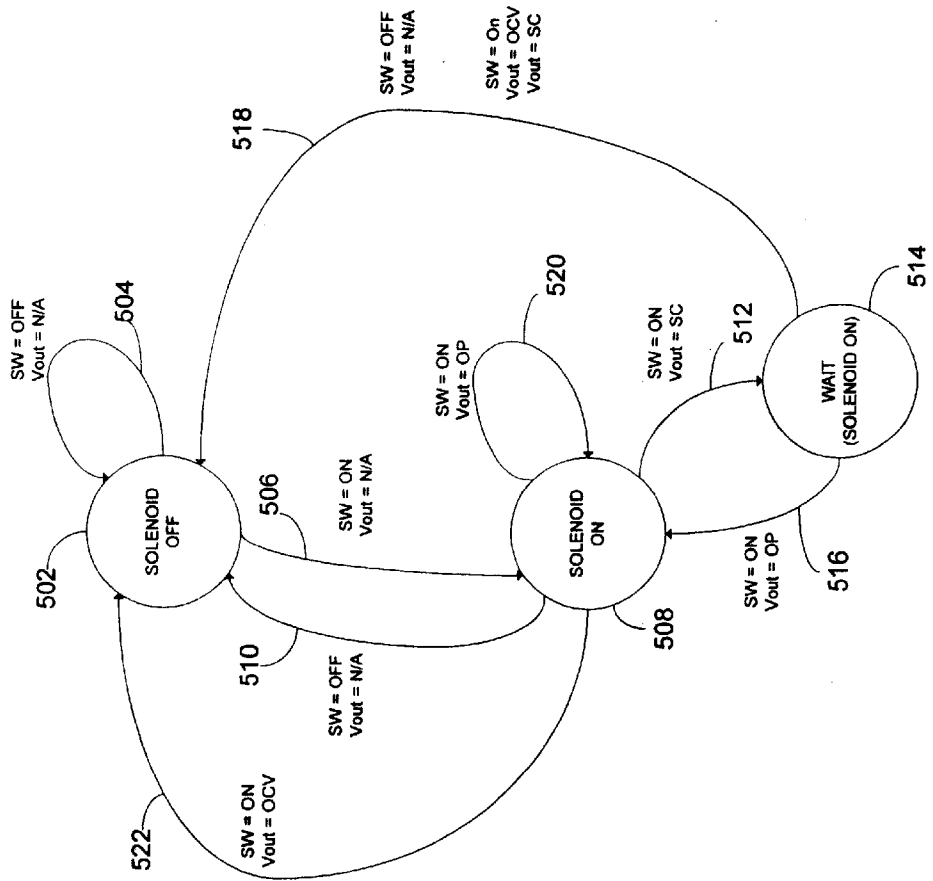 SW = OFF
Vout = N/A
504
518
SW = OFF
Vout = N/A
SW = On
Vout = OCV
Vout = SC
502
SOLENOID
OFF
506
SW = ON
Vout = N/A
510
SW = OFF
Vout = N/A
522
SW = ON
Vout = OCV
SW = ON
Vout = OP
520
SOLENOID
ON
508
SW = ON
Vout = SC
512
SW = ON
Vout = OP
516
WAIT
(SOLENOID ON)
514